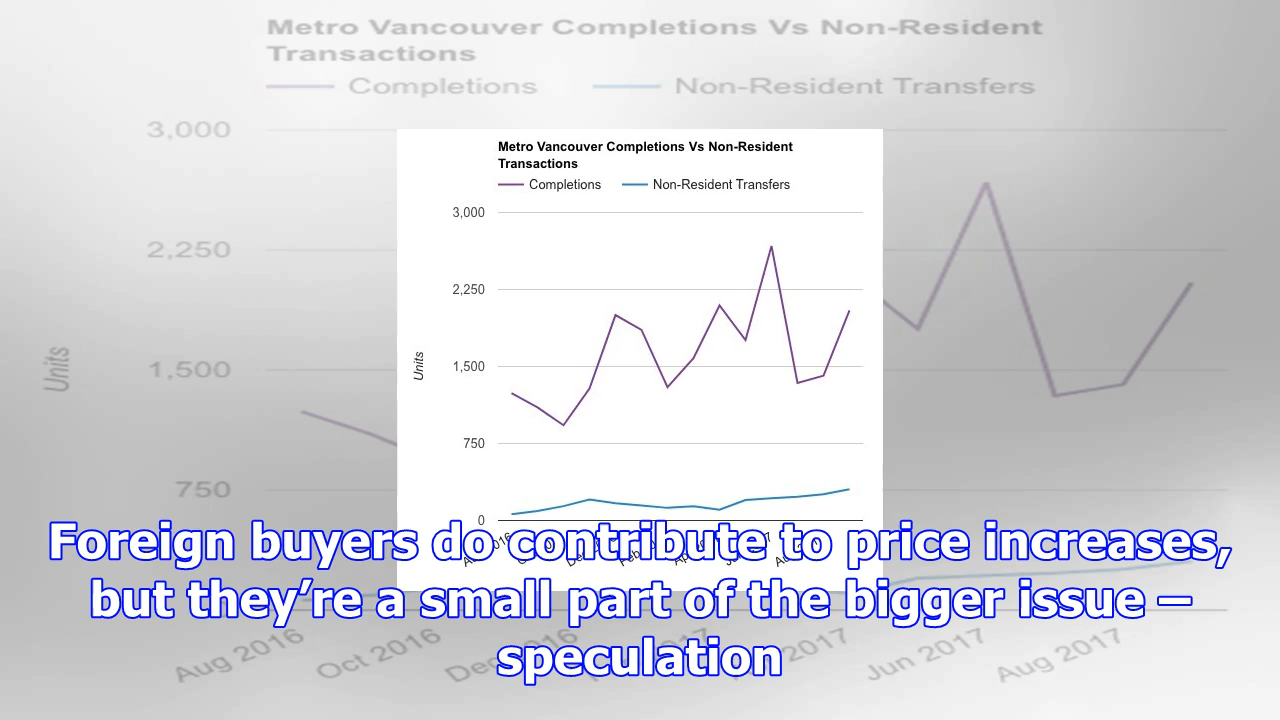 Metro Vancouver Completions Vs Non-Resident
Transactions
Completions Non-Resident Transfers
3,000
2,250
1,500
750
Units
Aug 2016 Oct 2016 2017 Jun 2017 Aug 2017
Metro Vancouver Completions Vs Non-Resident
Transactions
Completions Non-Resident Transfers
3,000
2,250
1,500
750
0
Units
Foreign buyers do contribute to price increases,
but they’re a small part of the bigger issue –
speculation